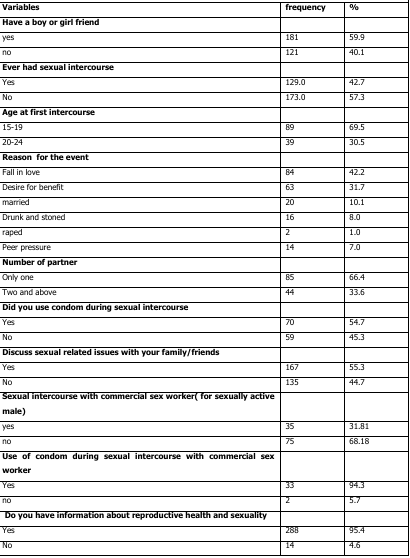 Variables frequency %
Have a boy or girl friend
yes 181 59.9
no 121 40.1
Ever had sexual intercourse
Yes 129.0 42.7
No 173.0 57.3
Age at first intercourse
15-19 89 69.5
20-24 39 30.5
Reason for the event
Fall in love 84 42.2
Desire for benefit 63 31.7
married 20 10.1
Drunk and stoned 16 8.0
raped 2 1.0
Peer pressure 14 7.0
Number of partner
Only one 85 66.4
Two and above 44 33.6
Did you use condom during sexual intercourse
Yes 70 54.7
No 59 45.3
Discuss sexual related issues with your family/friends
Yes 167 55.3
No 135 44.7
Sexual intercourse with commercial sex worker( for sexually active
male)
yes 35 31.81
no 75 68.18
Use of condom during sexual intercourse with commercial sex
worker
Yes 33 94.3
no 2 5.7
Do you have information about reproductive health and sexuality
Yes 288 95.4
No 14 4.6